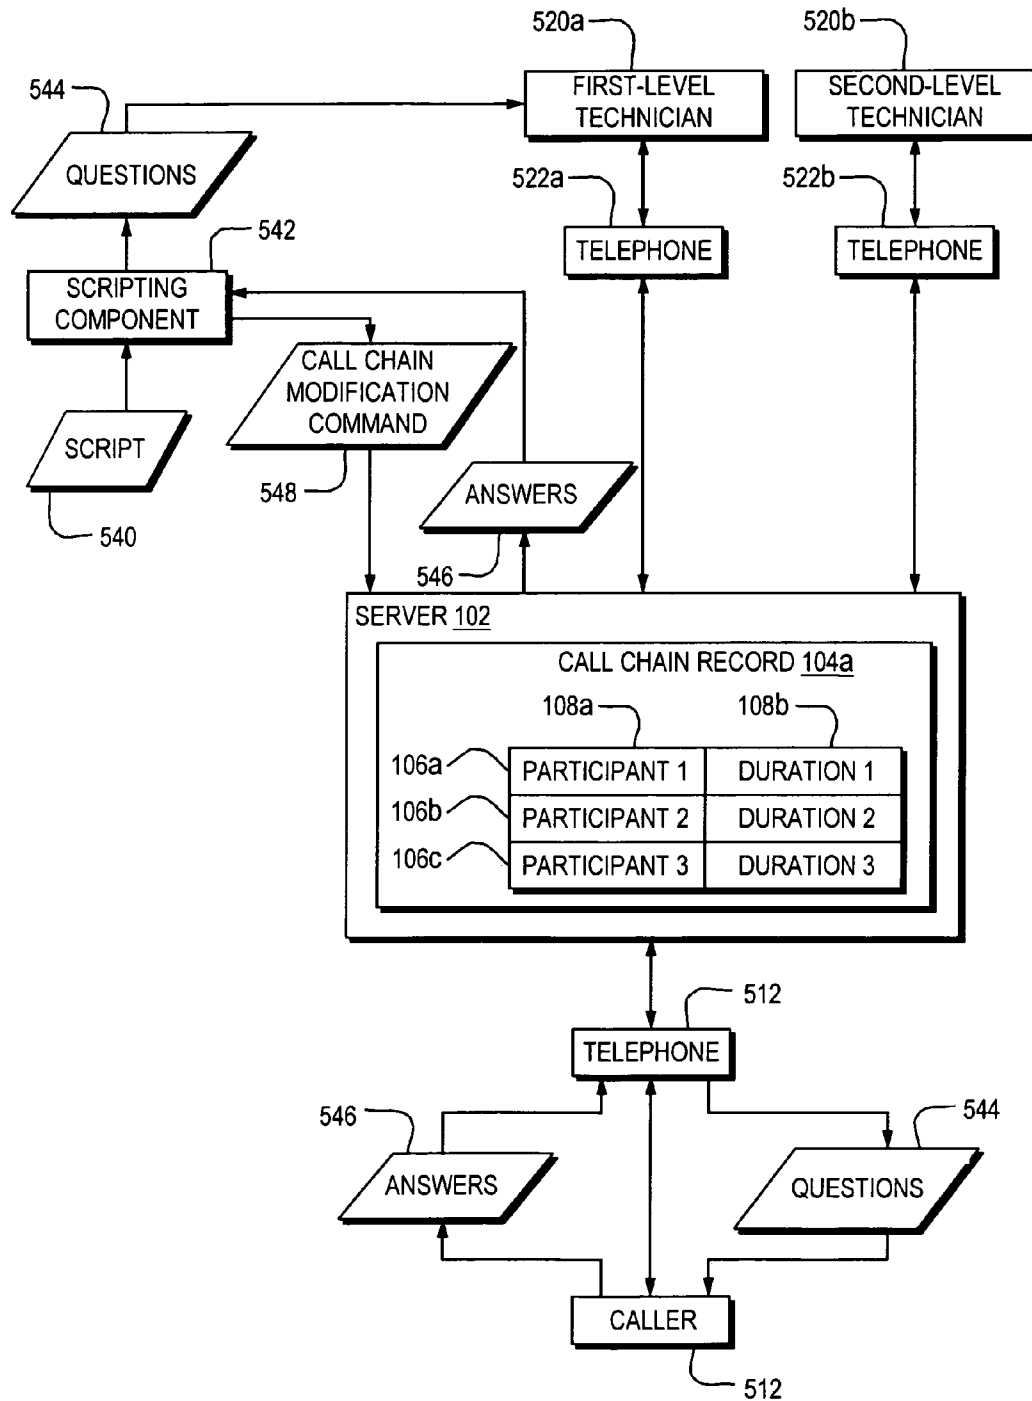 520a
520b
544
FIRST-LEVEL
TECHNICIAN
SECOND-LEVEL
TECHNICIAN
QUESTIONS
522a
522b
542
TELEPHONE
TELEPHONE
SCRIPTING
COMPONENT
CALL CHAIN
MODIFICATION
COMMAND
SCRIPT
548
ANSWERS
540
546
SERVER 102
CALL CHAIN RECORD 104a
108a
108b
106a
PARTICIPANT 1
DURATION 1
106b
PARTICIPANT 2
DURATION 2
106c
PARTICIPANT 3
DURATION 3
512
TELEPHONE
546
544
ANSWERS
QUESTIONS
CALLER
512